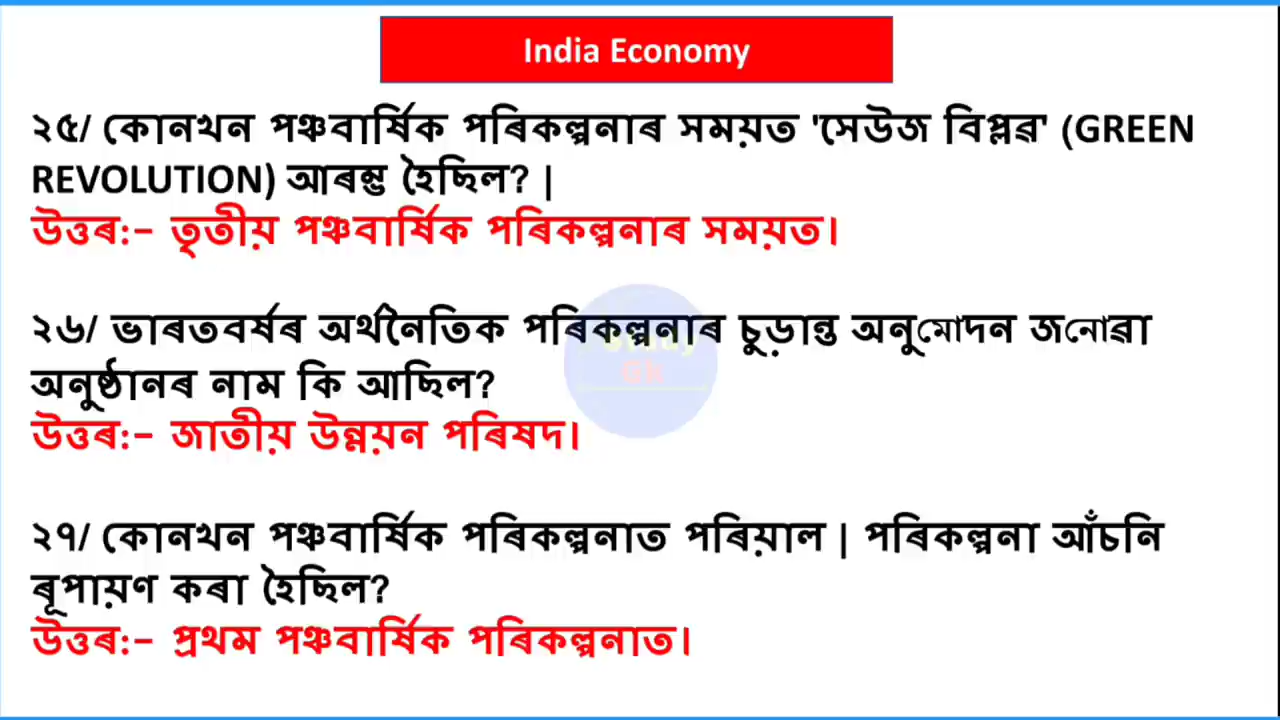 India Economy
২৫/ কোনখন পঞ্চবাৰ্ষিক পৰিকল্পনাৰ সময়ত 'সেউজ বিপ্লৱ' (GREEN
REVOLUTION) আৰম্ভ হৈছিল? |
উত্তৰ:- তৃতীয় পঞ্চবাৰ্ষিক পৰিকল্পনাৰ সময়ত।
২৬/ ভাৰতবৰ্ষৰ অৰ্থনৈতিক পৰিকল্পনাৰ চুড়ান্ত অনুমোদন জনোৱা
অনুষ্ঠানৰ নাম কি আছিল?
উত্তৰ:- জাতীয় উন্নয়ন পৰিষদ।
২৭/ কোনখন পঞ্চবাৰ্ষিক পৰিকল্পনাত পৰিয়াল | পৰিকল্পনা আঁচনি
ৰূপায়ণ কৰা হৈছিল?
উত্তৰ:- প্ৰথম পঞ্চবাৰ্ষিক পৰিকল্পনাত।
Gk